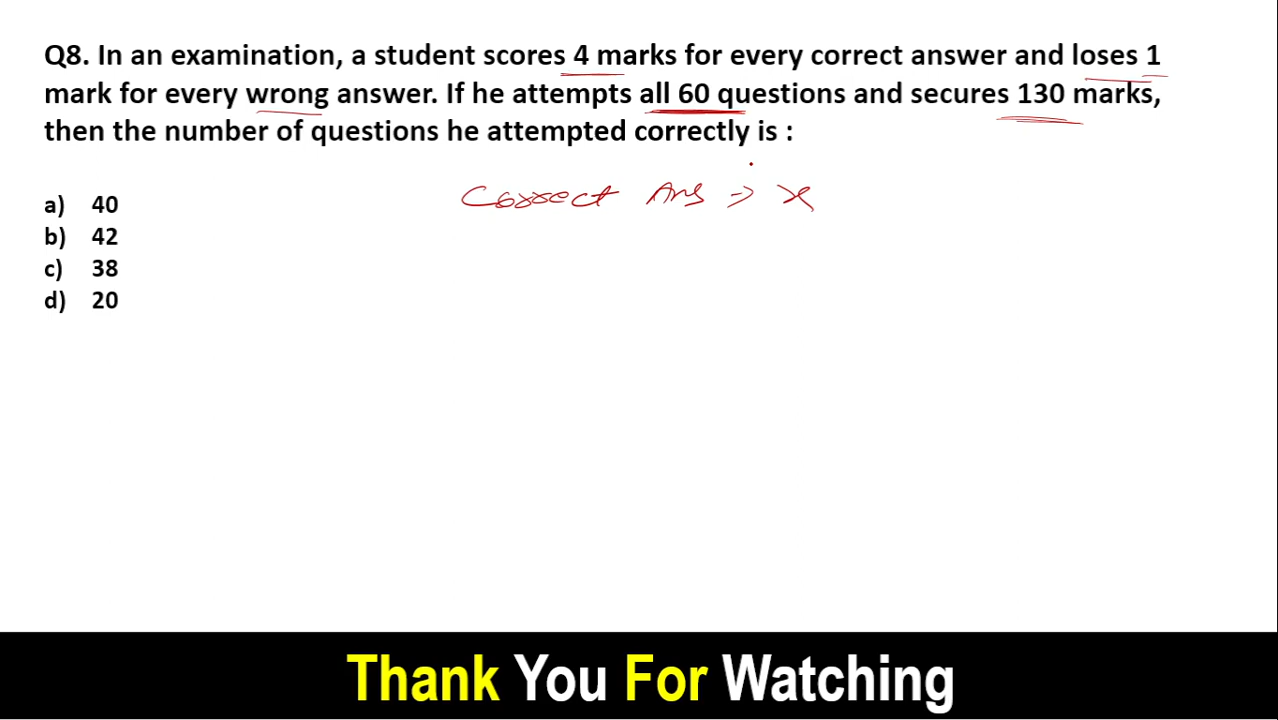 Q8. In an examination, a student scores 4 marks for every correct answer and loses 1
mark for every wrong answer. If he attempts all 60 questions and secures 130 marks,
then the number of questions he attempted correctly is :
Correct Ans => x
a) 40
b) 42
c) 38
d) 20
Thank You For Watching